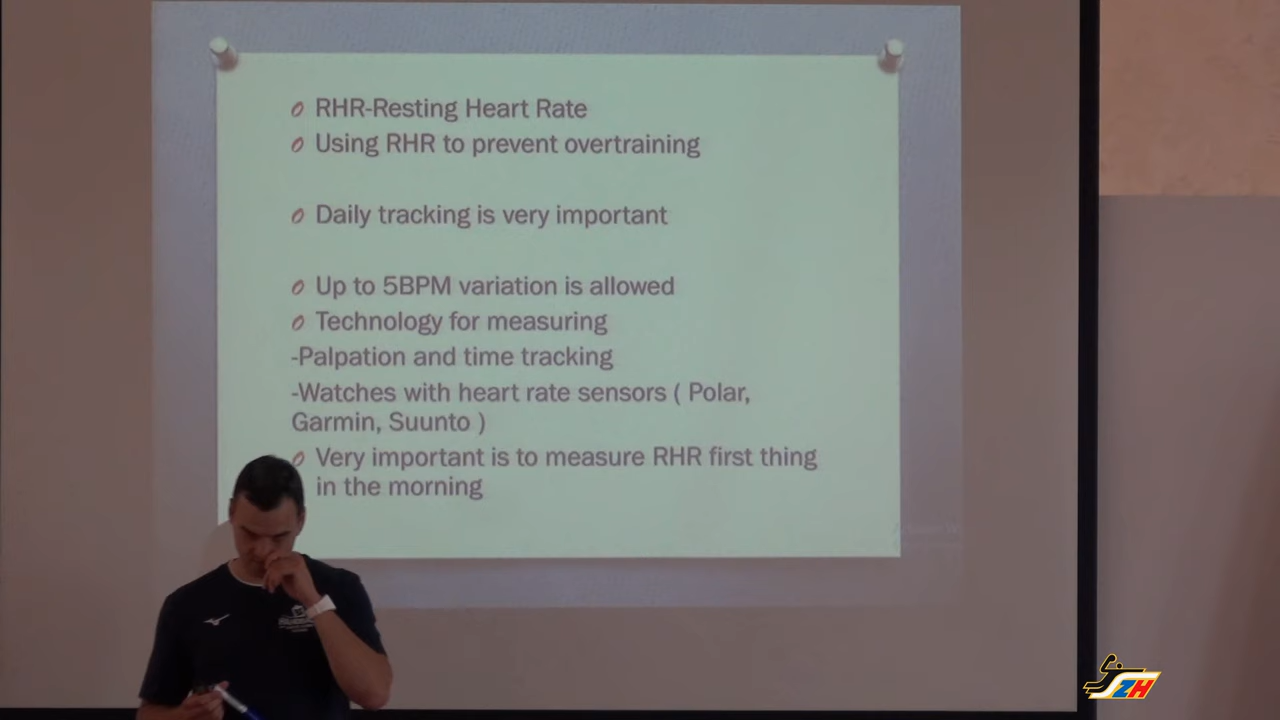 RHR-Resting Heart Rate
Using RHR to prevent overtraining
Daily tracking is very important
Up to 5BPM variation is allowed
Technology for measuring
-Palpation and time tracking
-Watches with heart rate sensors ( Polar,
Garmin, Suunto )
Very important is to measure RHR first thing
in the morning
ZH